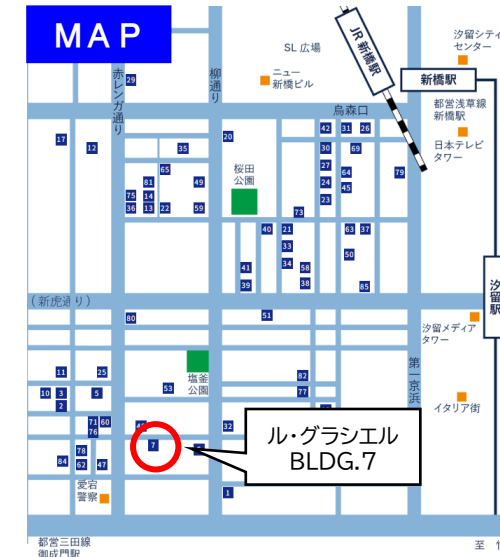 MAP
SL 広場
JR 新橋駅
汐留シティ
センター
新橋駅
赤レンガ通り
柳通り
ニュー
新橋ビル
烏森口
都営浅草線
新橋駅
日本テレビ
タワー
29
17
12
35
20
42
31
26
30
69
27
65
81
49
24
64
79
75
14
45
36
13
22
59
23
桜田
公園
73
40
21
63
37
33
50
41
34
58
39
38
85
(新虎通り)
汐留駅
80
51
汐留メディア
タワー
第一京浜
塩釜
公園
11
25
82
53
77
10
3
5
2
イタリア街
71
60
32
76
7
ル・グラシエル
BLDG.7
78
84
62
47
1
愛宕
警察
都営三田線
御成門駅
至